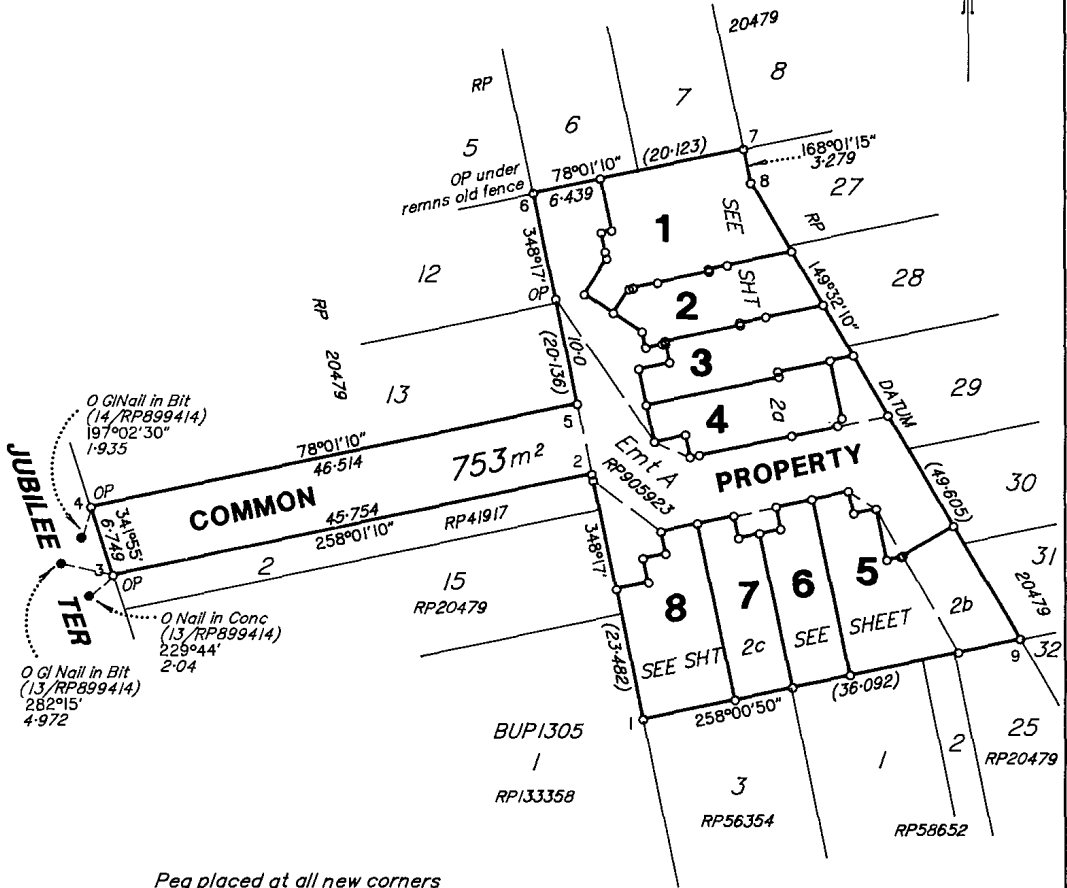 20479
8
RP
7
6
7
5
(20·123)
168°01'15"
3·279
OP under
remns old fence
78°01'10"
8
27
6
6·439
1
SEE
RP
348°17'
12
SHT
149°32'10"
28
OP
2
RP
10·0
20479
(20·136)
3
13
29
O GINail in Bit
(14/RP899414)
197°02'30"
1·935
2a
DATUM
4
5
78°01'10"
46·514
753m²
2
Emt A
RP905923
PROPERTY
(49·605)
30
JUBILEE
TER
4
OP
341°55'
6·749
COMMON
45·754
258°01'10"
RP41917
3
OP
2
348°17'
31
15
RP20479
5
6
7
8
20479
2b
O Nail in Conc
(13/RP899414)
229°44'
2·04
SHEET
SEE
2c
SEE SHT
9
32
O GI Nail in Bit
(13/RP899414)
282°15'
4·972
(23·482)
(36·092)
258°00'50"
1
BUP1305
1
RP133358
25
RP20479
2
1
3
RP56354
RP58652
Peg placed at all new corners